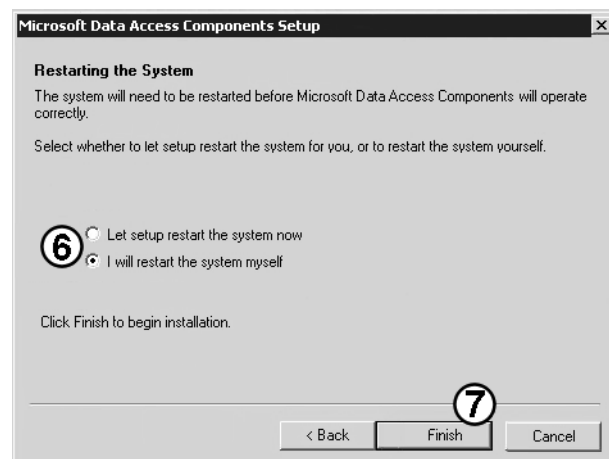 Microsoft Data Access Components Setup
Restarting the System
The system will need to be restarted before Microsoft Data Access Components will operate
correctly.
Select whether to let setup restart the system for you, or to restart the system yourself.
6
Let setup restart the system now
I will restart the system myself
Click Finish to begin installation.
7
< Back
Finish
Cancel